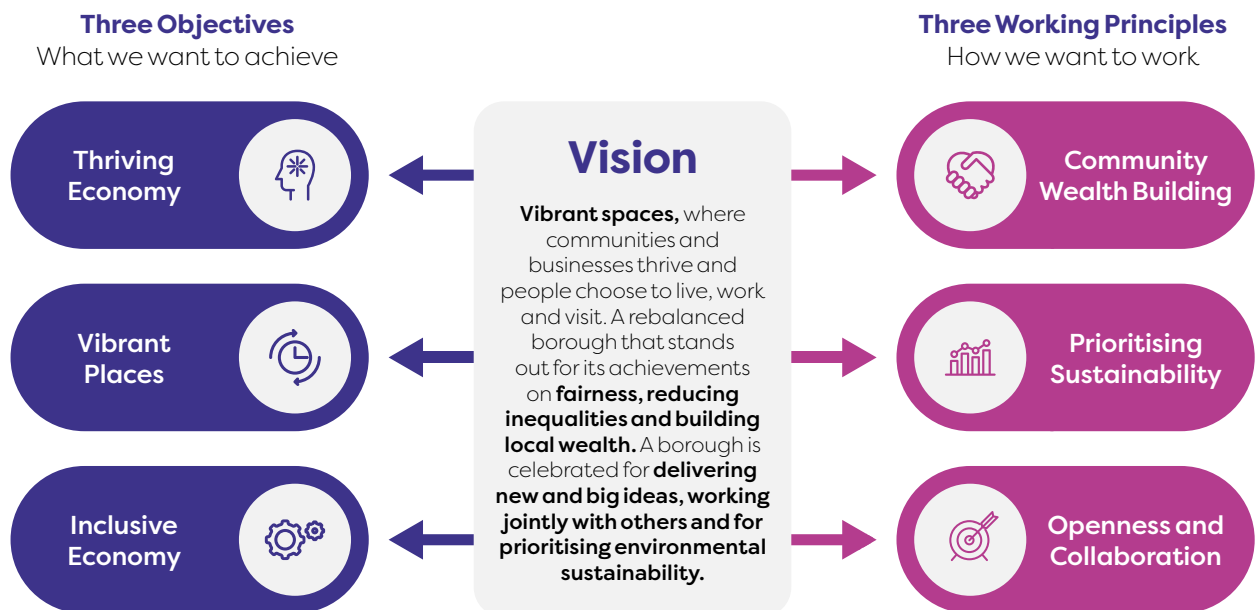 Three Objectives
What we want to achieve
Thriving
Economy
Vibrant
Places
Inclusive
Economy
Vision
Vibrant spaces, where
communities and
businesses thrive and
people choose to live, work
and visit. A rebalanced
borough that stands
out for its achievements
on fairness, reducing
inequalities and building
local wealth. A borough is
celebrated for delivering
new and big ideas, working
jointly with others and for
prioritising environmental
sustainability.
Three Working Principles
How we want to work
Community
Wealth Building
Prioritising
Sustainability
Openness and
Collaboration